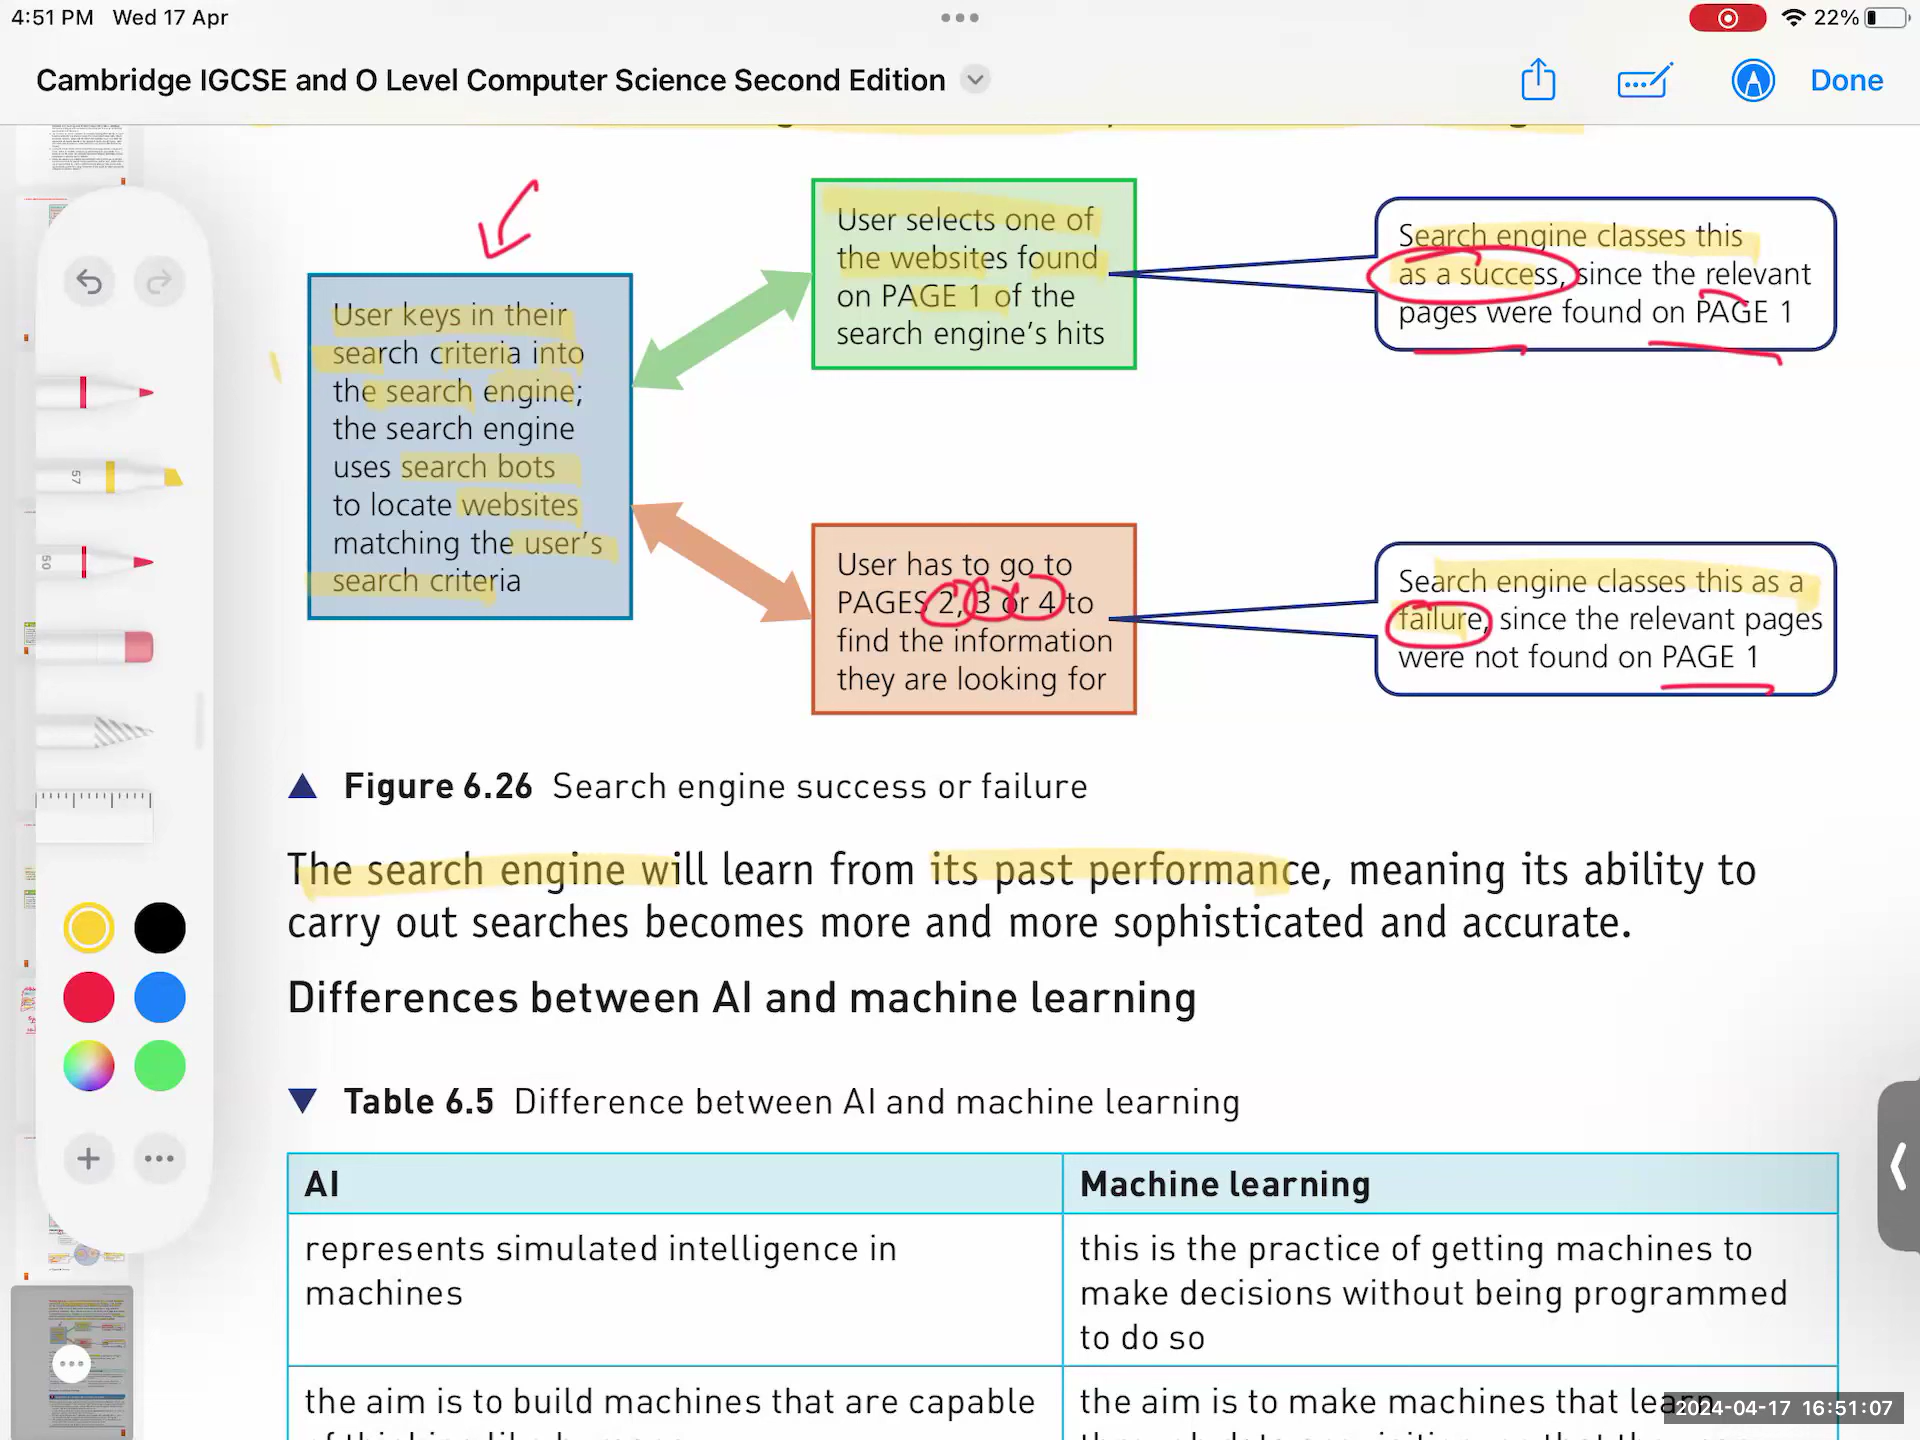 4:51 PM Wed 17 Apr
22%
Cambridge IGCSE and O Level Computer Science Second Edition
Done
User keys in their
search criteria into
the search engine;
the search engine
uses search bots
to locate websites
matching the user's
search criteria
User selects one of
the websites found
on PAGE 1 of the
search engine's hits
Search engine classes this
as a success, since the relevant
pages were found on PAGE 1
User has to go to
PAGES 2, 3 or 4 to
find the information
they are looking for
Search engine classes this as a
failure, since the relevant pages
were not found on PAGE 1
57
50
▲ Figure 6.26 Search engine success or failure
The search engine will learn from its past performance, meaning its ability to
carry out searches becomes more and more sophisticated and accurate.
Differences between AI and machine learning
▼ Table 6.5 Difference between AI and machine learning
AI
Machine learning
represents simulated intelligence in
machines
this is the practice of getting machines to
make decisions without being programmed
to do so
the aim is to build machines that are capable
the aim is to make machines that learn
2024-04-17 16:51:07